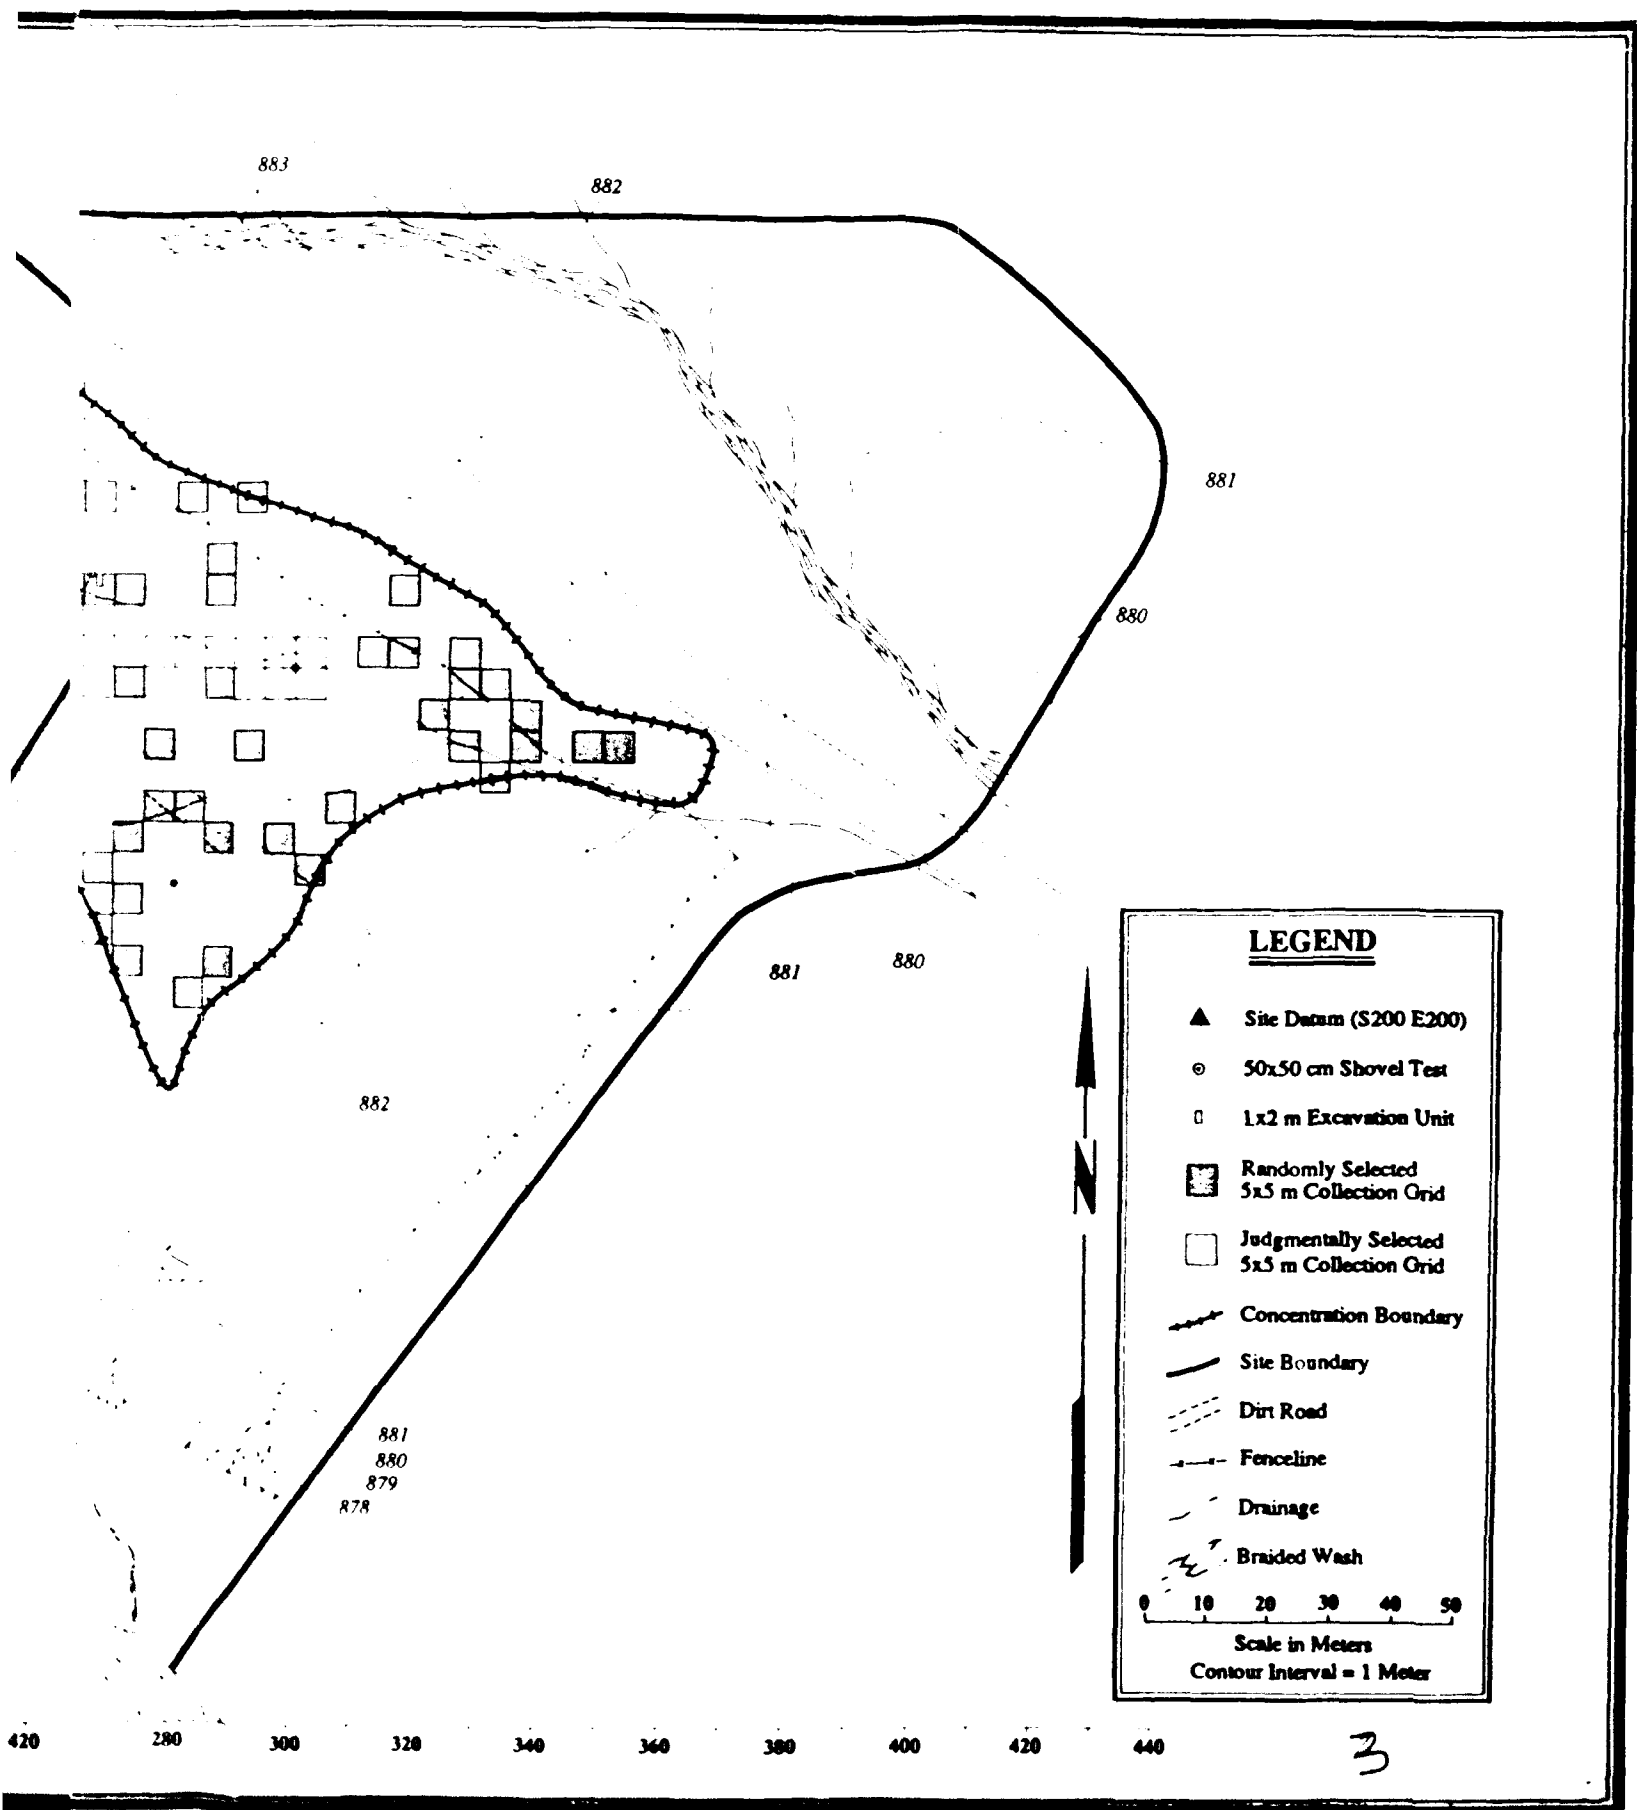 883
882
881
880
881
880
882
881
880
879
878
LEGEND
Site Datum (S200 E200)
50x50 cm Shovel Test
1x2 m Excavation Unit
Randomly Selected
5x5 m Collection Grid
Judgmentally Selected
5x5 m Collection Grid
Concentration Boundary
Site Boundary
Dirt Road
Fenceline
Drainage
Braided Wash
0 10 20 30 40 50
Scale in Meters
Contour Interval = 1 Meter
N
420 280 300 320 340 360 380 400 420 440
3